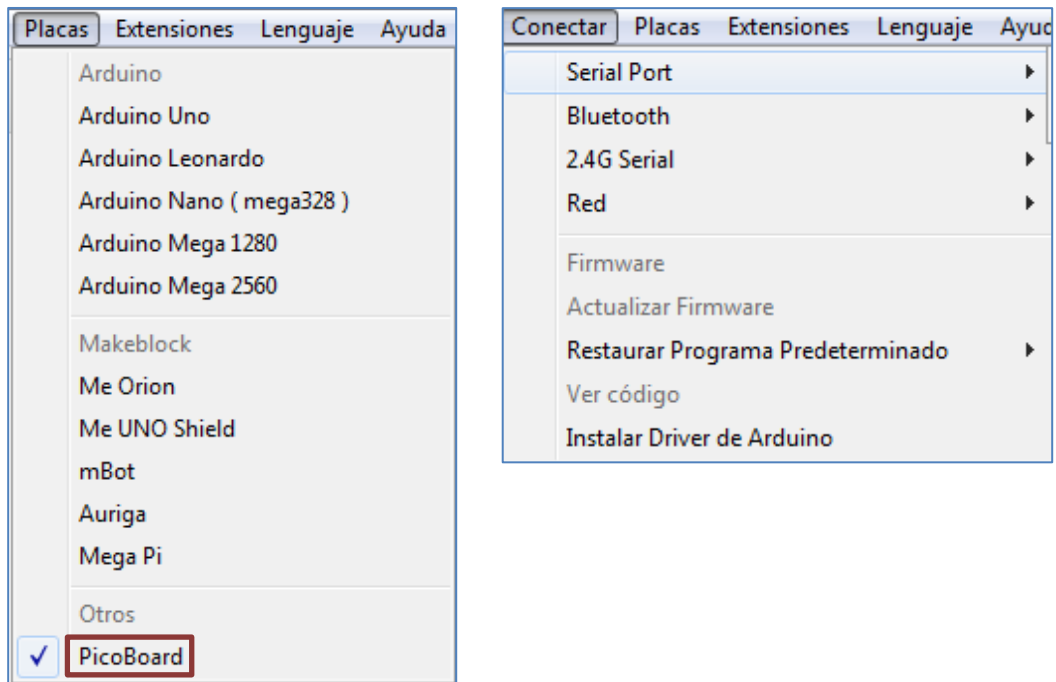 Placas Extensiones Lenguaje Ayuda
Arduino
Arduino Uno
Arduino Leonardo
Arduino Nano ( mega328 )
Arduino Mega 1280
Arduino Mega 2560
Makeblock
Me Orion
Me UNO Shield
mBot
Auriga
Mega Pi
Otros
PicoBoard
Conectar Placas Extensiones Lenguaje Ayud
Serial Port
Bluetooth
2.4G Serial
Red
Firmware
Actualizar Firmware
Restaurar Programa Predeterminado
Ver código
Instalar Driver de Arduino